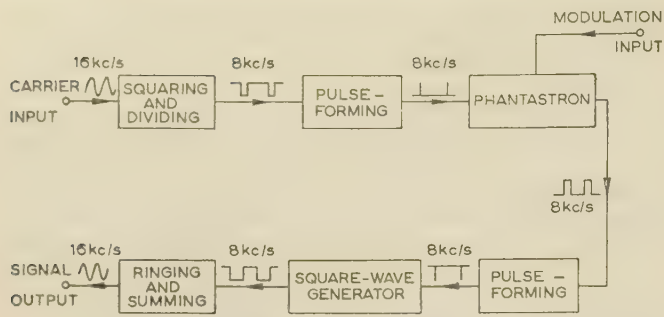 MODULATION
INPUT
16kc/s
8kc/s
8kc/s
CARRIER
INPUT
SQUARING
AND
DIVIDING
PULSE-
FORMING
PHANTASTRON
8kc/s
16kc/s
8kc/s
8kc/s
SIGNAL
OUTPUT
RINGING
AND
SUMMING
SQUARE-WAVE
GENERATOR
PULSE-
FORMING